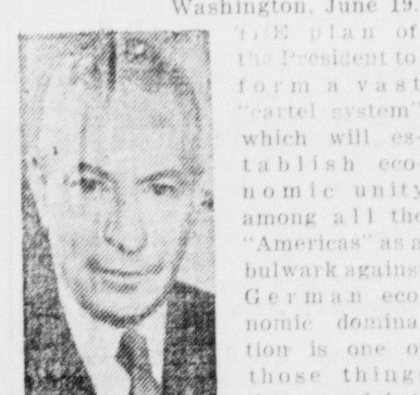 Washington, June 19.
THE plan of
the President to
form a vast
"cartel system"
which will es-
tablish eco-
nomic unity
among all the
"Americas" as a
bulwark against
German eco-
nomic domina-
tion is one of
those things